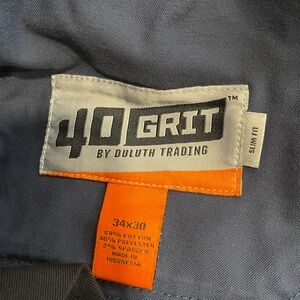 40 GRIT™
BY DULUTH TRADING
SLIM FIT
34x30
58% COTTON
40% POLYESTER
2% SPANDEX
MADE IN
INDONESIA